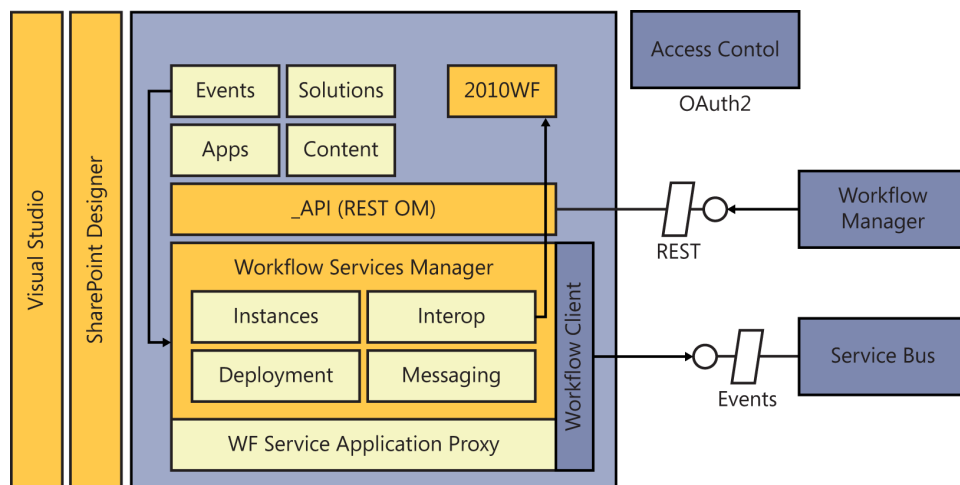 Visual Studio
SharePoint Designer
Events
Solutions
2010WF
Apps
Content
_API (REST OM)
Workflow Services Manager
Instances
Interop
Deployment
Messaging
WF Service Application Proxy
Workflow Client
Access Contol
OAuth2
Workflow
Manager
REST
Service Bus
Events